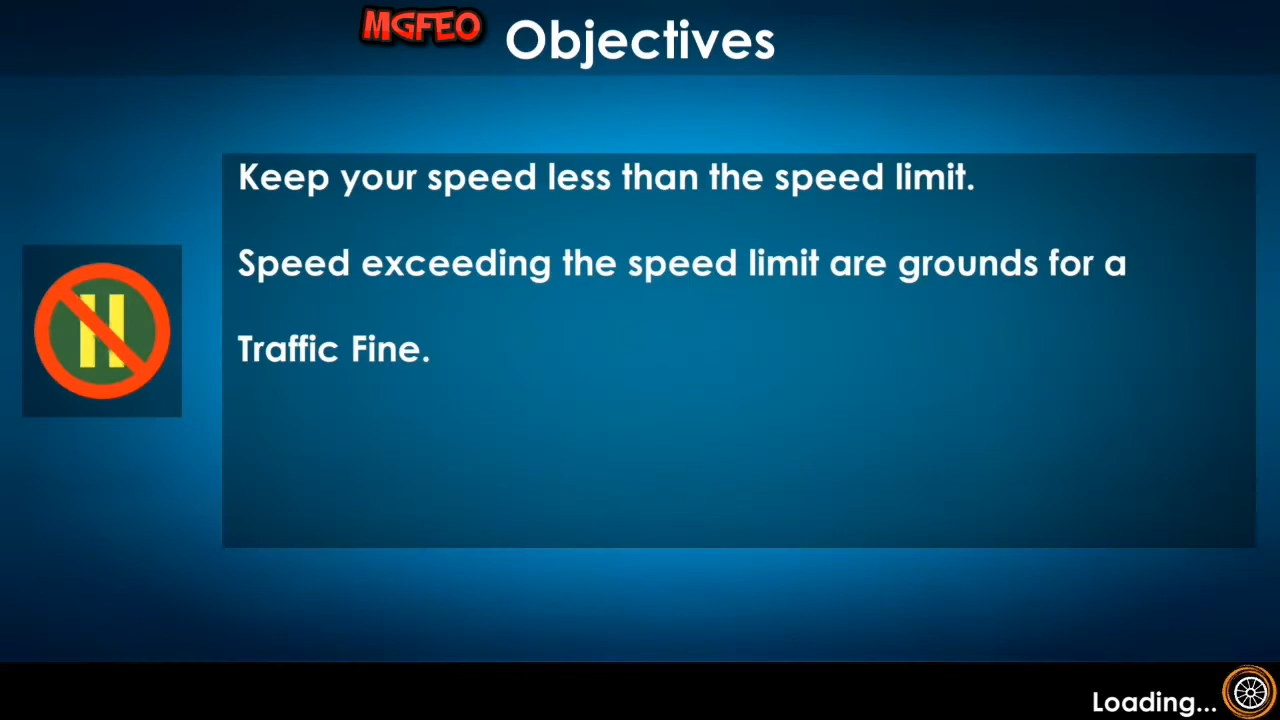 MGFEO
Objectives
Keep your speed less than the speed limit.
Speed exceeding the speed limit are grounds for a
Traffic Fine.
Loading...